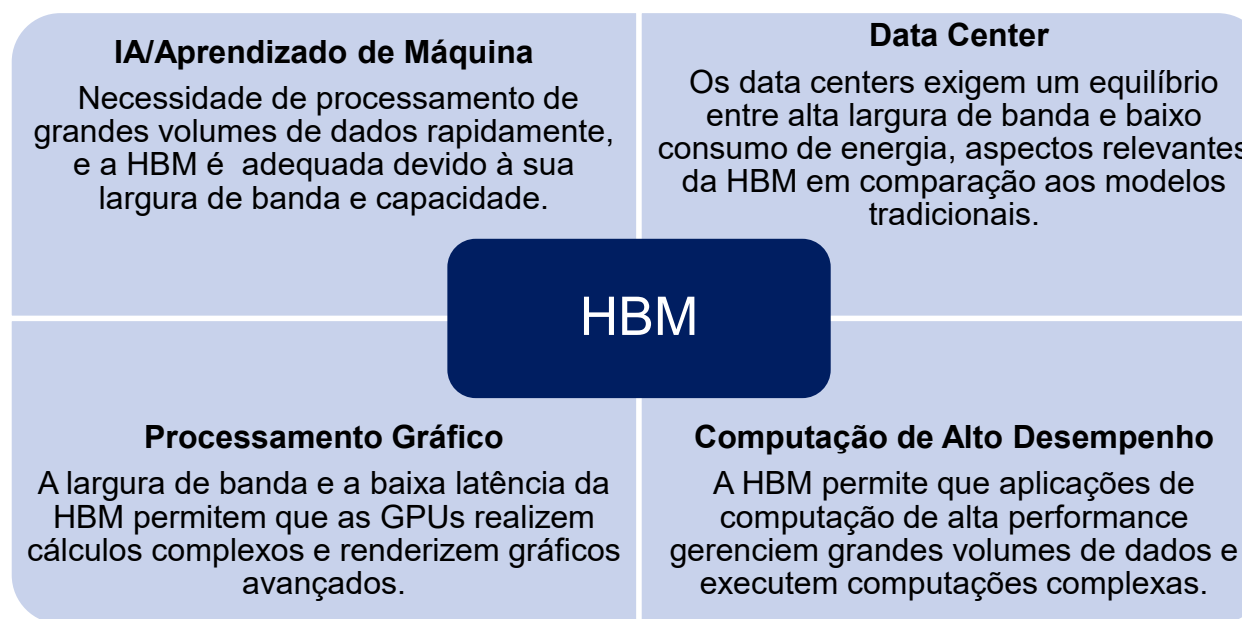 IA/Aprendizado de Máquina
Necessidade de processamento de
grandes volumes de dados rapidamente,
e a HBM é  adequada devido à sua
largura de banda e capacidade.
Data Center
Os data centers exigem um equilíbrio
entre alta largura de banda e baixo
consumo de energia, aspectos relevantes
da HBM em comparação aos modelos
tradicionais.
HBM
Processamento Gráfico
A largura de banda e a baixa latência da
HBM permitem que as GPUs realizem
cálculos complexos e renderizem gráficos
avançados.
Computação de Alto Desempenho
A HBM permite que aplicações de
computação de alta performance
gerenciem grandes volumes de dados e
executem computações complexas.